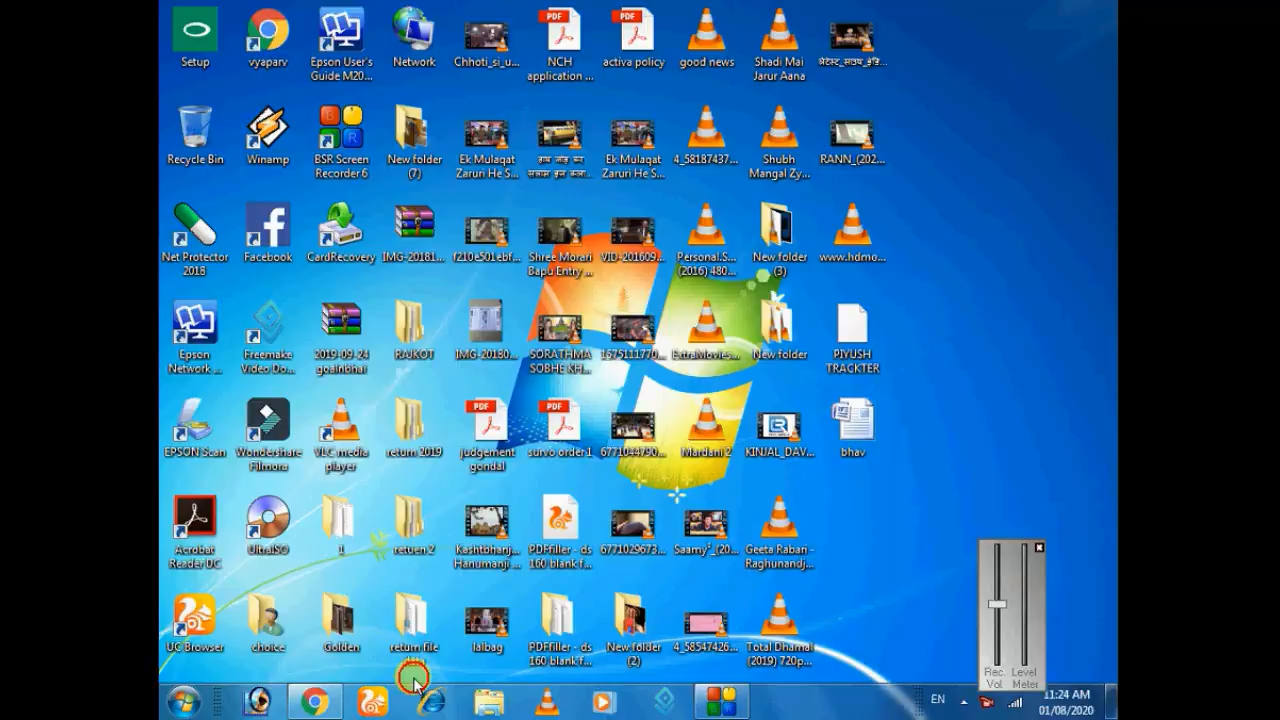 Setup
vyaparv
Epson User's
Guide M20...
Network
Chhoti_si_u...
NCH
application ...
activa policy
good news
Shadi Mai
Jarur Aana
Recycle Bin
Winamp
BSR Screen
Recorder 6
New folder
(7)
Ek Mulaqat
Zaruri He S...
Ek Mulaqat
Zaruri He S...
4_58187437...
Shubh
Mangal Zy...
RANN_(202...
Net Protector
2018
Facebook
CardRecovery
IMG-20181...
f210e501ebf...
Shree Morari
Bapu Entry ...
VID-201609...
Personal.S...
(2016) 480...
New folder
(3)
www.hdmo...
Epson
Network ...
Freemake
Video Do...
2019-09-24
goainbhai
RAJKOT
IMG-20180...
SORATHMA
SOBHE KH...
1675111770...
ExtraMovies...
New folder
PIYUSH
TRACKTER
EPSON Scan
Wondershare
Filmora
VLC media
player
return 2019
judgement
gondal
survo order1
6771044790...
Mardani 2
KINJAL_DAV...
bhav
Acrobat
Reader DC
UltraISO
1
retuen 2
Kashtbhanj...
Hanumanji...
PDFfiller - ds
160 blank f...
6771029673...
Saamy²_(20...
Geeta Rabari -
Raghunandj...
UC Browser
choice
Golden
return file
lalbag
PDFfiller - ds
160 blank f...
New folder
(2)
4_58547426...
Total Dhamal
(2019) 720p...
Rec. Level
Vol Meter
EN
11:24 AM
01/08/2020